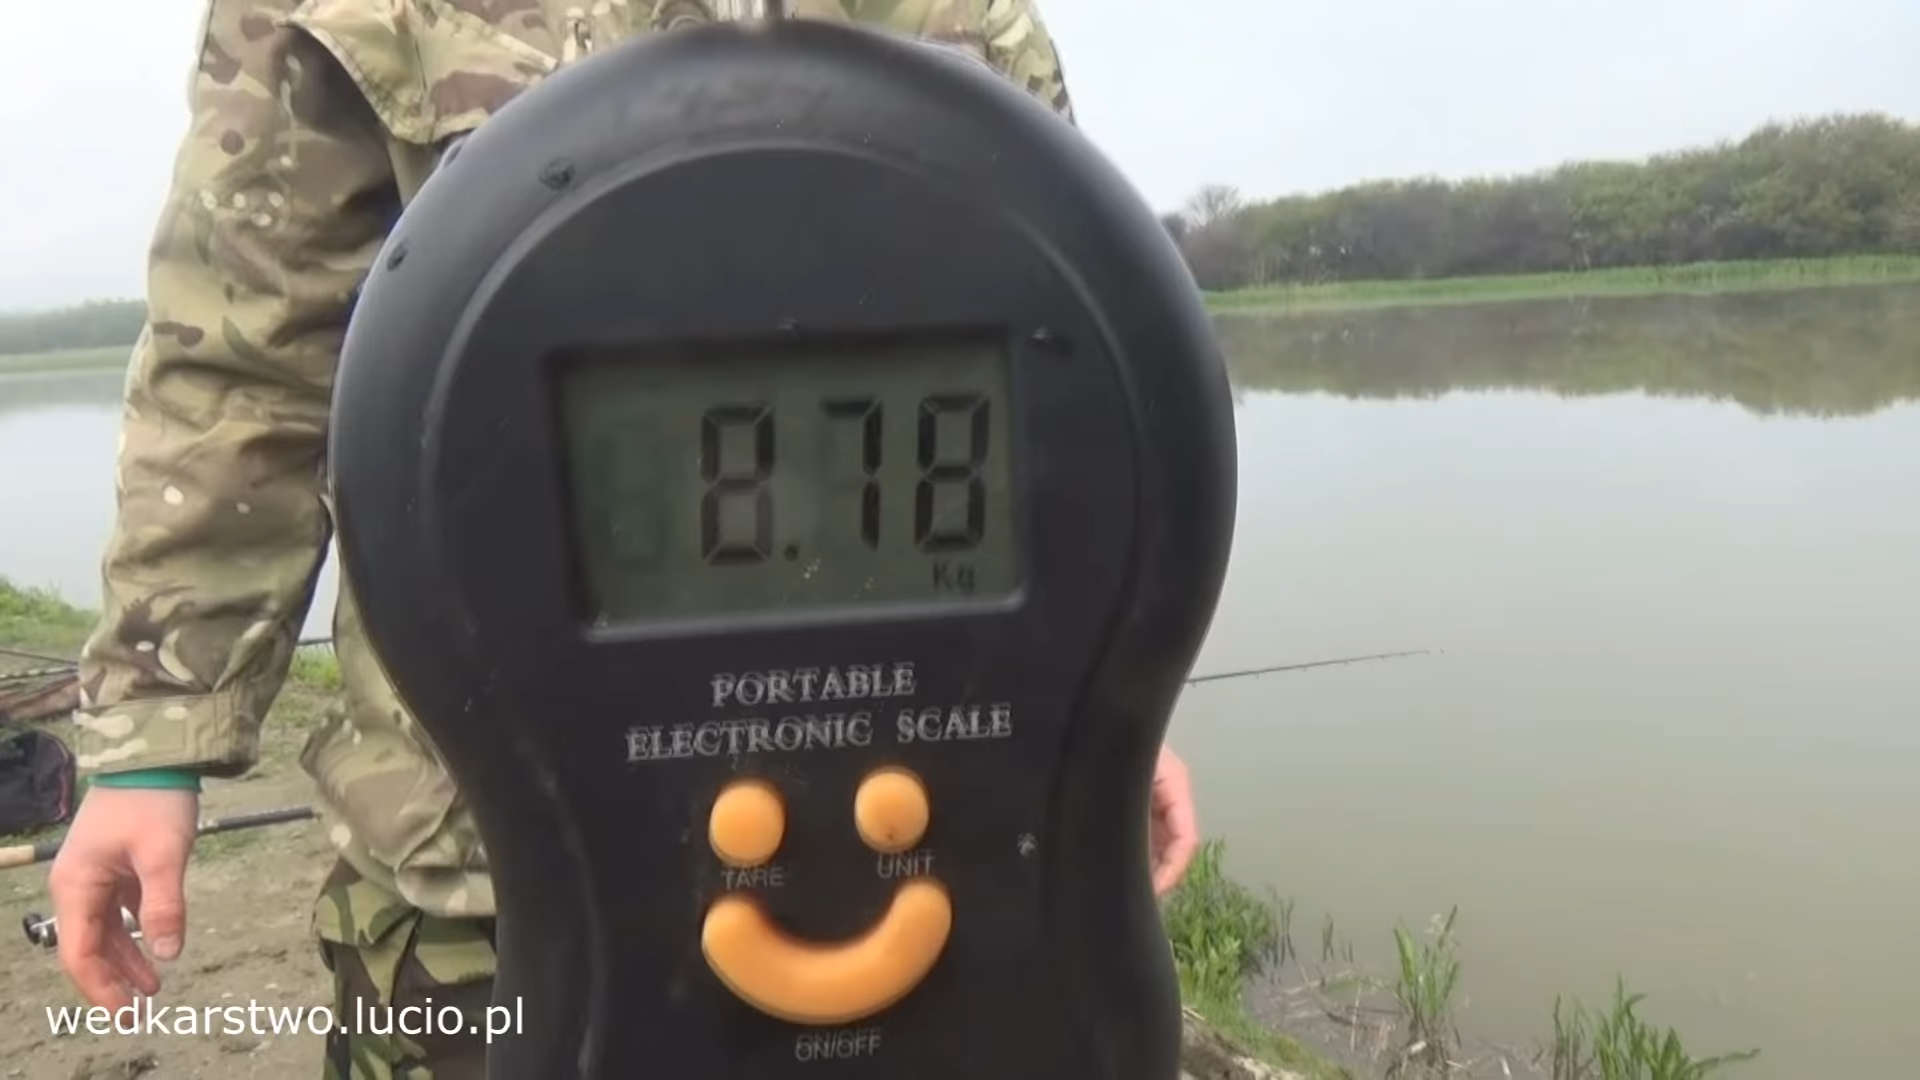 8.78
Kg
PORTABLE
ELECTRONIC SCALE
TARE
UNIT
ON/OFF
wedkarstwo.lucio.pl